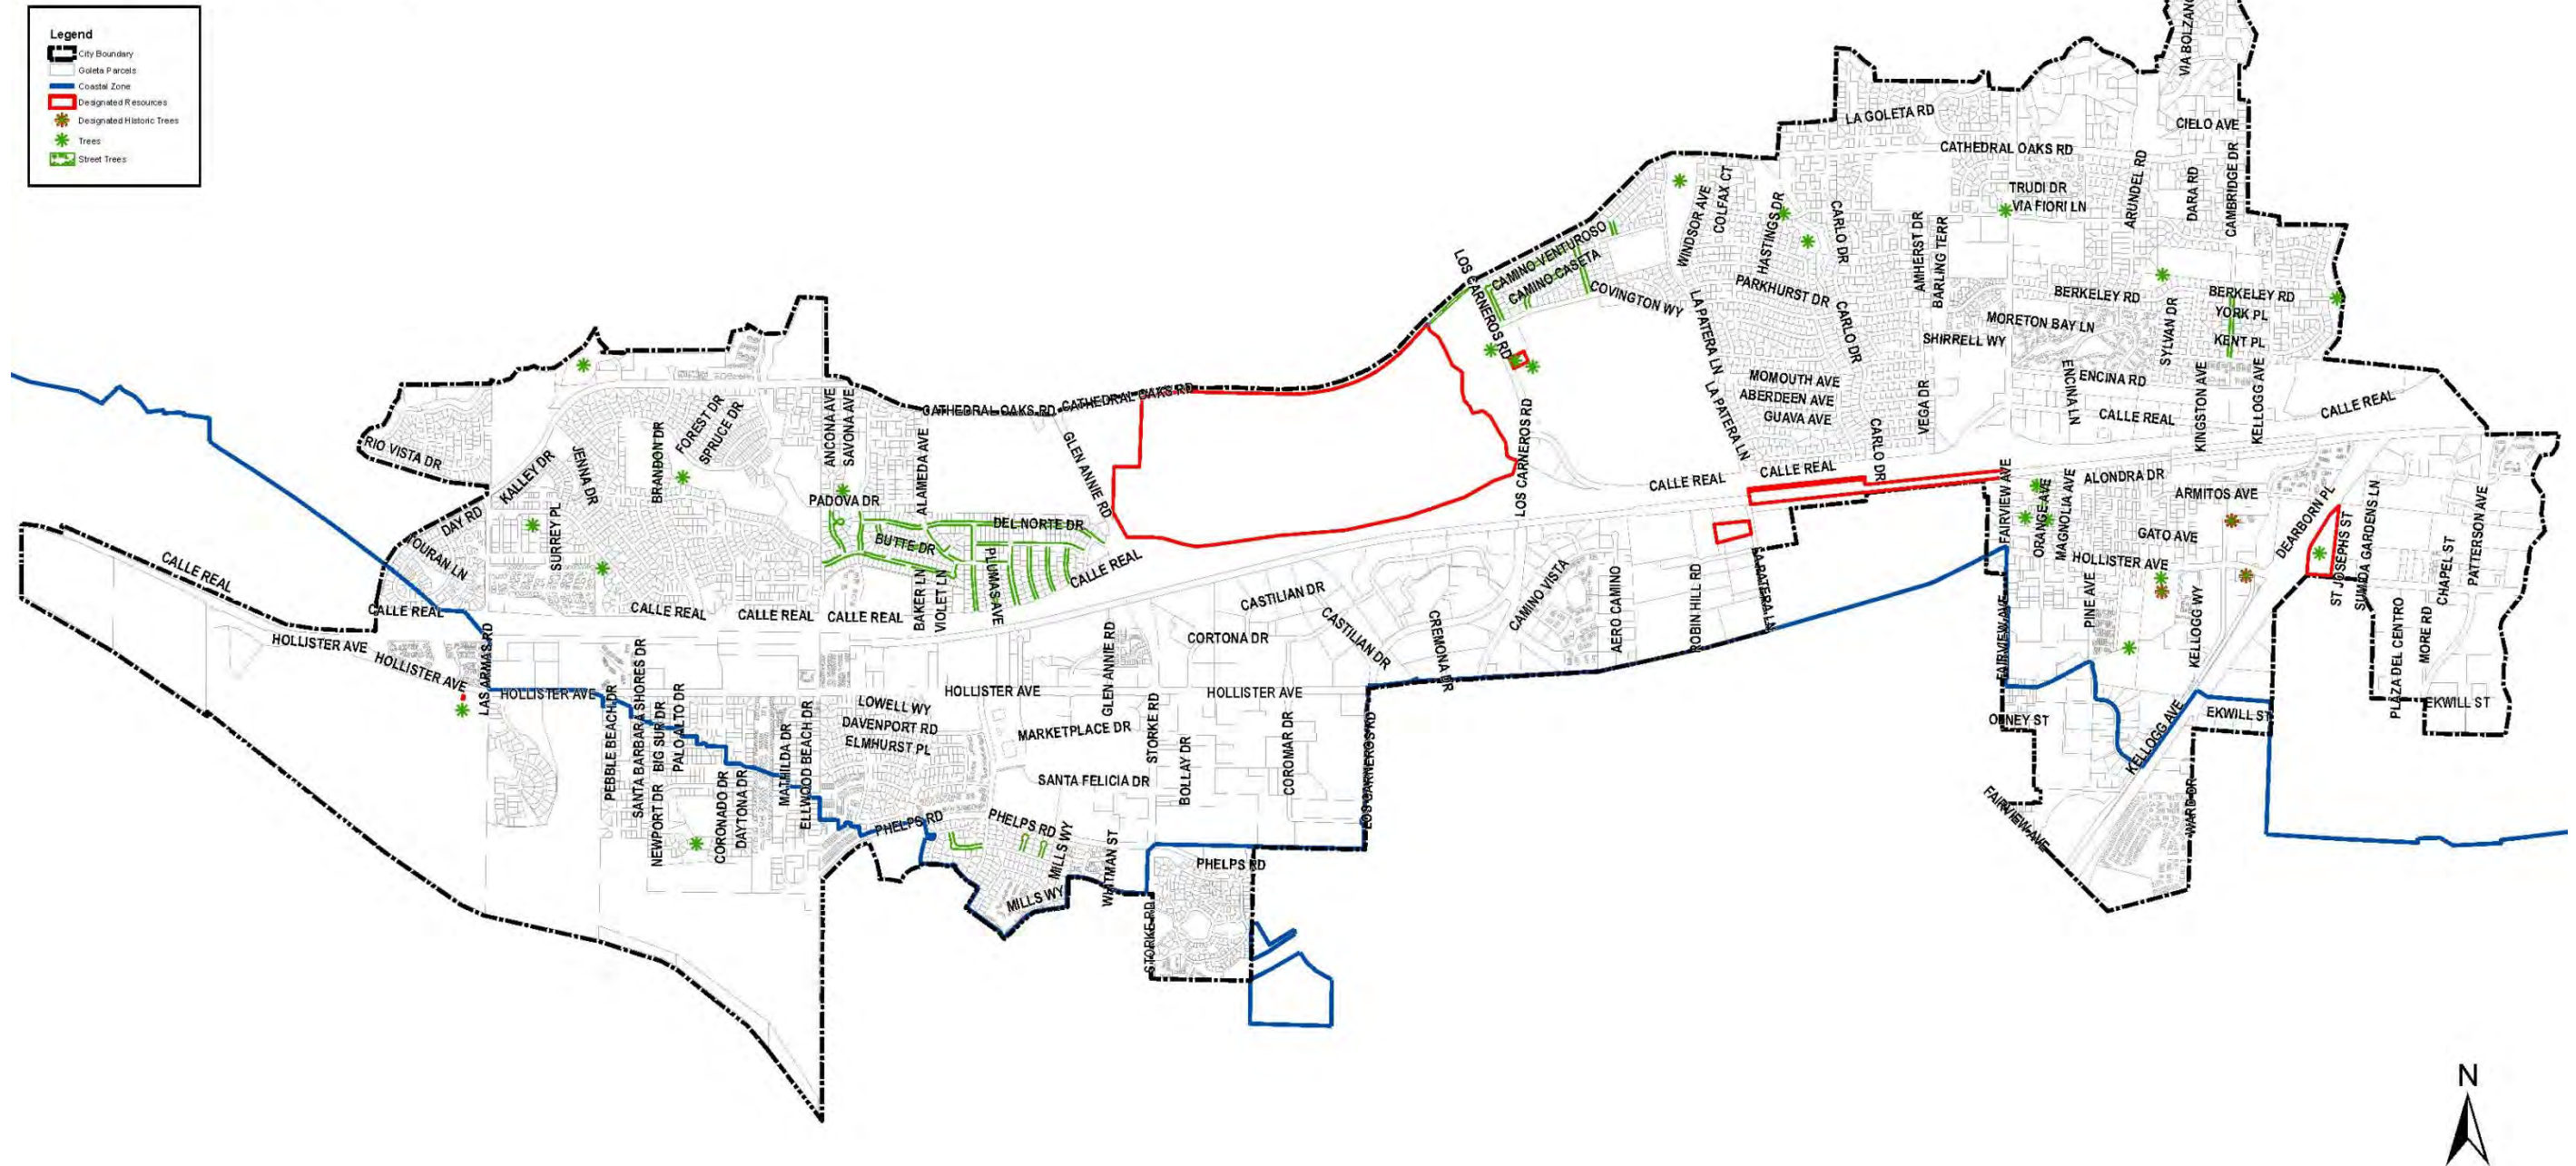 Legend
City Boundary
Goleta Parcels
Coastal Zone
Designated Resources
Designated Historic Trees
Trees
Street Trees
VIA BOLZANO
LA GOLETA RD
CIELO AVE
CATHEDRAL OAKS RD
CAMBRIDGE DR
ARUNDEL RD
DARA RD
TRUDI DR
VIA FIORI LN
WINDSOR AVE
COLFAX CT
HASTINGS DR
CARLO DR
AMHERST DR
BARLING TERR
LOS CARNEROS RD
CAMINO VENTUROSO
CAMINO CASETA
COVINGTON WY
PARKHURST DR
LA PATERA LN
CARLO DR
BERKELEY RD
BERKELEY RD
YORK PL
MORETON BAY LN
SYLVAN DR
KENT PL
SHIRRELL WY
ENCINA LN
ENCINA RD
MOMOUTH AVE
ABERDEEN AVE
GUAVA AVE
LA PATERA LN
VEGA DR
CALLE REAL
KINGSTON AVE
KELLOGG AVE
CALLE REAL
CATHEDRAL OAKS RD
CATHEDRAL OAKS RD
GLEN ANNIE RD
LOS CARNEROS RD
CARLO DR
RIO VISTA DR
KALLEY DR
JENNA DR
BRANDON DR
FOREST DR
SPRUCE DR
ANCONA AVE
SAVONA AVE
ALAMEDA AVE
PADOVA DR
CALLE REAL
CALLE REAL
FAIRVIEW AVE
ORANGE AVE
MAGNOLIA AVE
ALONDRA DR
ARMITOS AVE
GATO AVE
DEARBORN PL
ST JOSEPHS ST
SUMIDA GARDENS LN
PATTERSON AVE
CHAPEL ST
DAY RD
TOURAN LN
SURREY PL
DEL NORTE DR
BUTTE DR
PLUMAS AVE
CALLE REAL
BAKER LN
VIOLET LN
CALLE REAL
CALLE REAL
CALLE REAL
CALLE REAL
CALLE REAL
HOLLISTER AVE
PINE AVE
KELLOGG WY
PLAZA DEL CENTRO
MORE RD
CASTILIAN DR
CASTILIAN DR
CREMONA DR
CAMINO VISTA
AERO CAMINO
ROBIN HILL RD
LA PATERA LN
FAIRVIEW AVE
CORTONA DR
GLEN ANNIE RD
HOLLISTER AVE
HOLLISTER AVE
LAS ARMAS RD
HOLLISTER AVE
HOLLISTER AVE
HOLLISTER AVE
PEBBLE BEACH DR
SANTA BARBARA SHORES DR
BIG SUR DR
PALO ALTO DR
NEWPORT DR
CORONADO DR
DAYTONA DR
MATHILDA DR
ELLWOOD BEACH DR
LOWELL WY
DAVENPORT RD
ELMHURST PL
MARKETPLACE DR
STORKE RD
BOLLAY DR
COROMAR DR
LOS CARNEROS RD
SANTA FELICIA DR
PHELPS RD
PHELPS RD
MILLS WY
MILLS WY
WHITMAN ST
PHELPS RD
STORKE RD
OLNEY ST
KELLOGG AVE
EKWILL ST
EKWILL ST
FAIRVIEW AVE
WARD DR
N